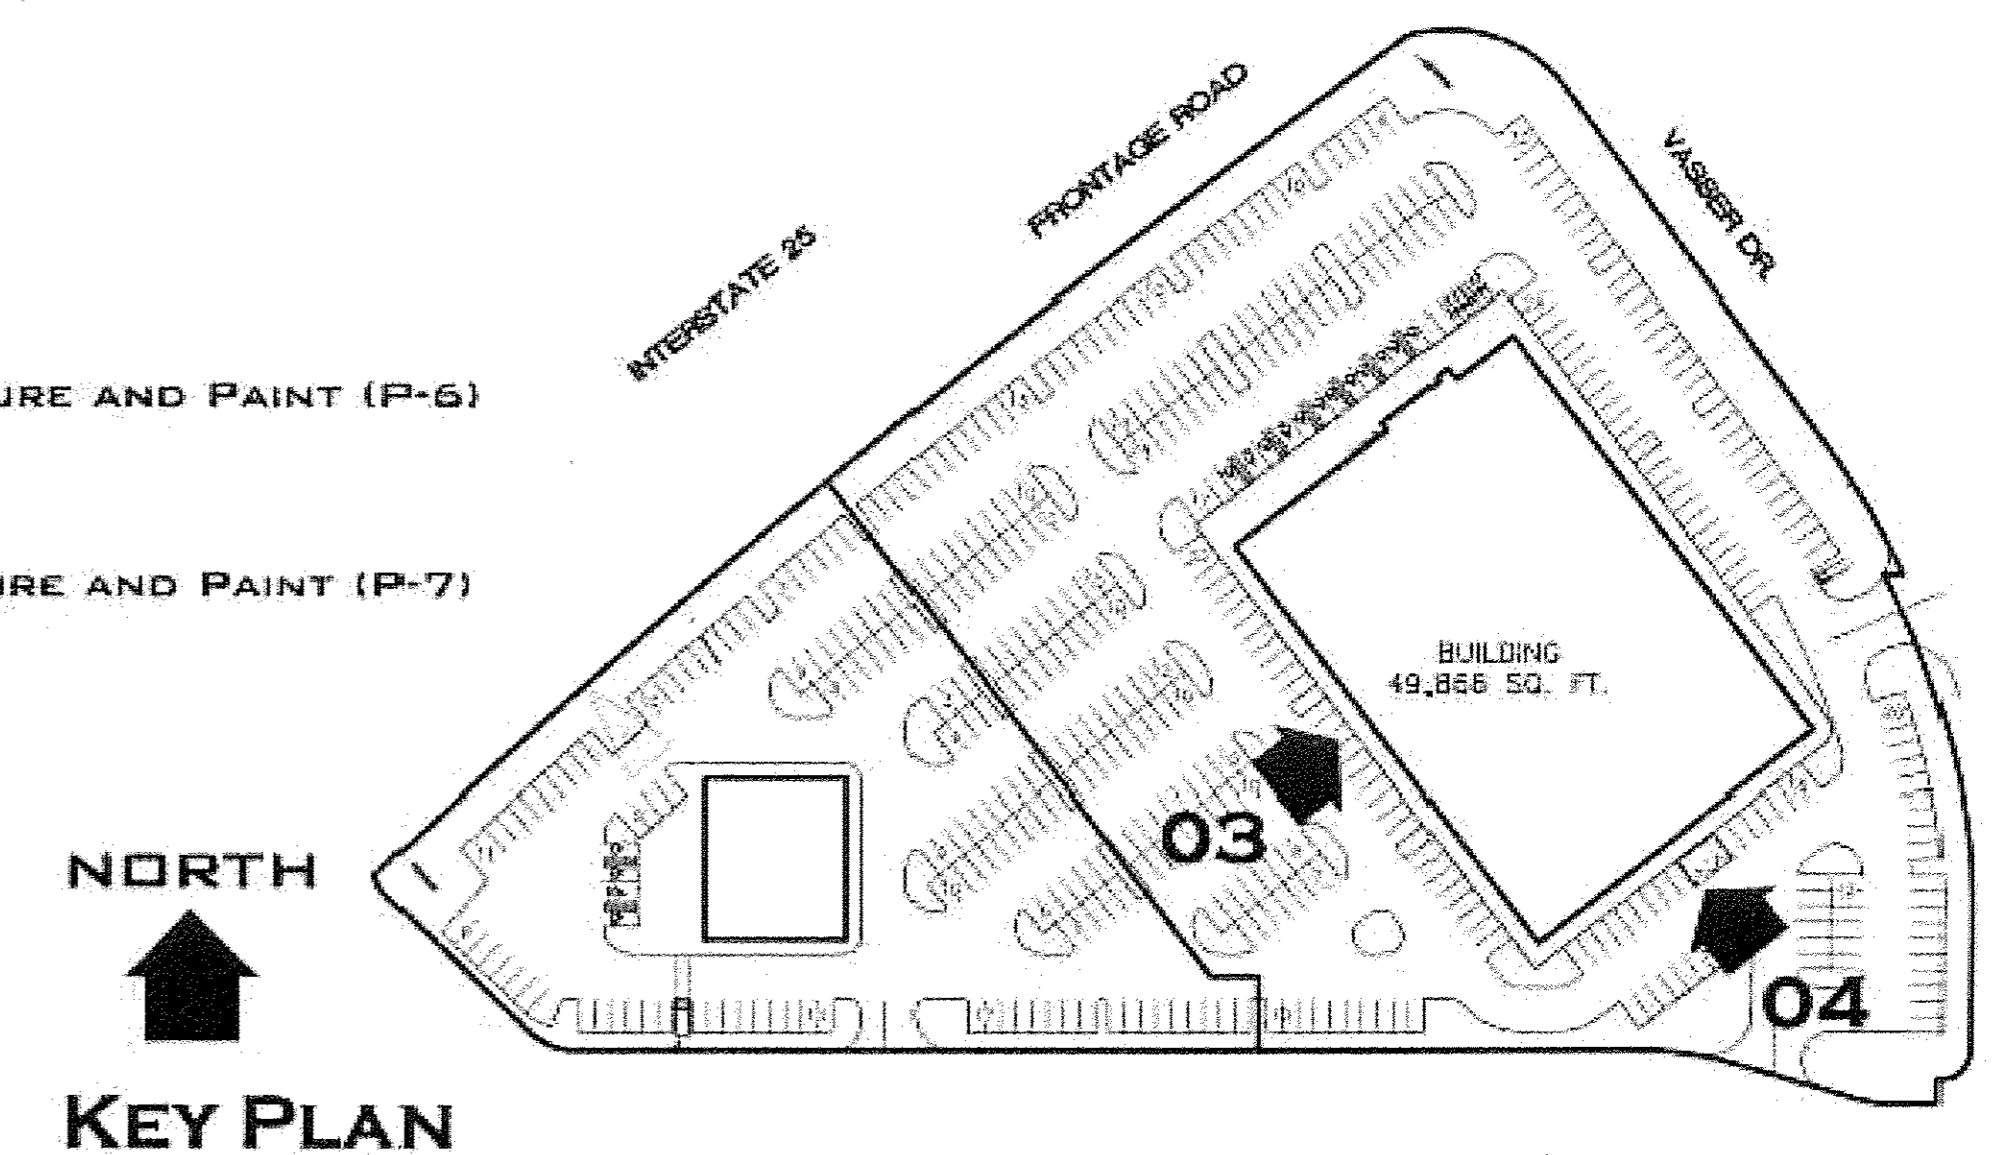 FRONTAGE ROAD
VASSER DR.
INTERSTATE 25
URE AND PAINT (P-6)
URE AND PAINT (P-7)
BUILDING
49,868 SQ. FT.
03
NORTH
04
KEY PLAN